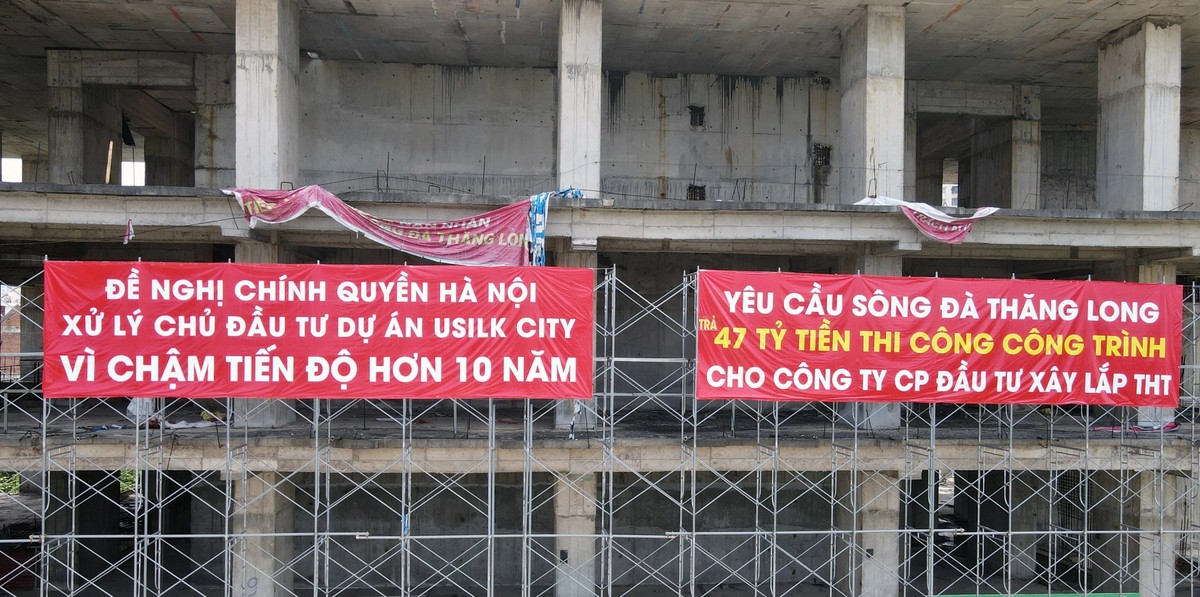 ĐÀ THĂNG
ĐỀ NGHỊ CHÍNH QUYỀN HÀ NỘI
XỬ LÝ CHỦ ĐẦU TƯ DỰ ÁN USILK CITY
VÌ CHẬM TIẾN ĐỘ HƠN 10 NĂM
YÊU CẦU SÔNG ĐÀ THĂNG LONG
TRẢ 47 TỶ TIỀN THI CÔNG CÔNG TRÌNH
CHO CÔNG TY CP ĐẦU TƯ XÂY LẮP THT